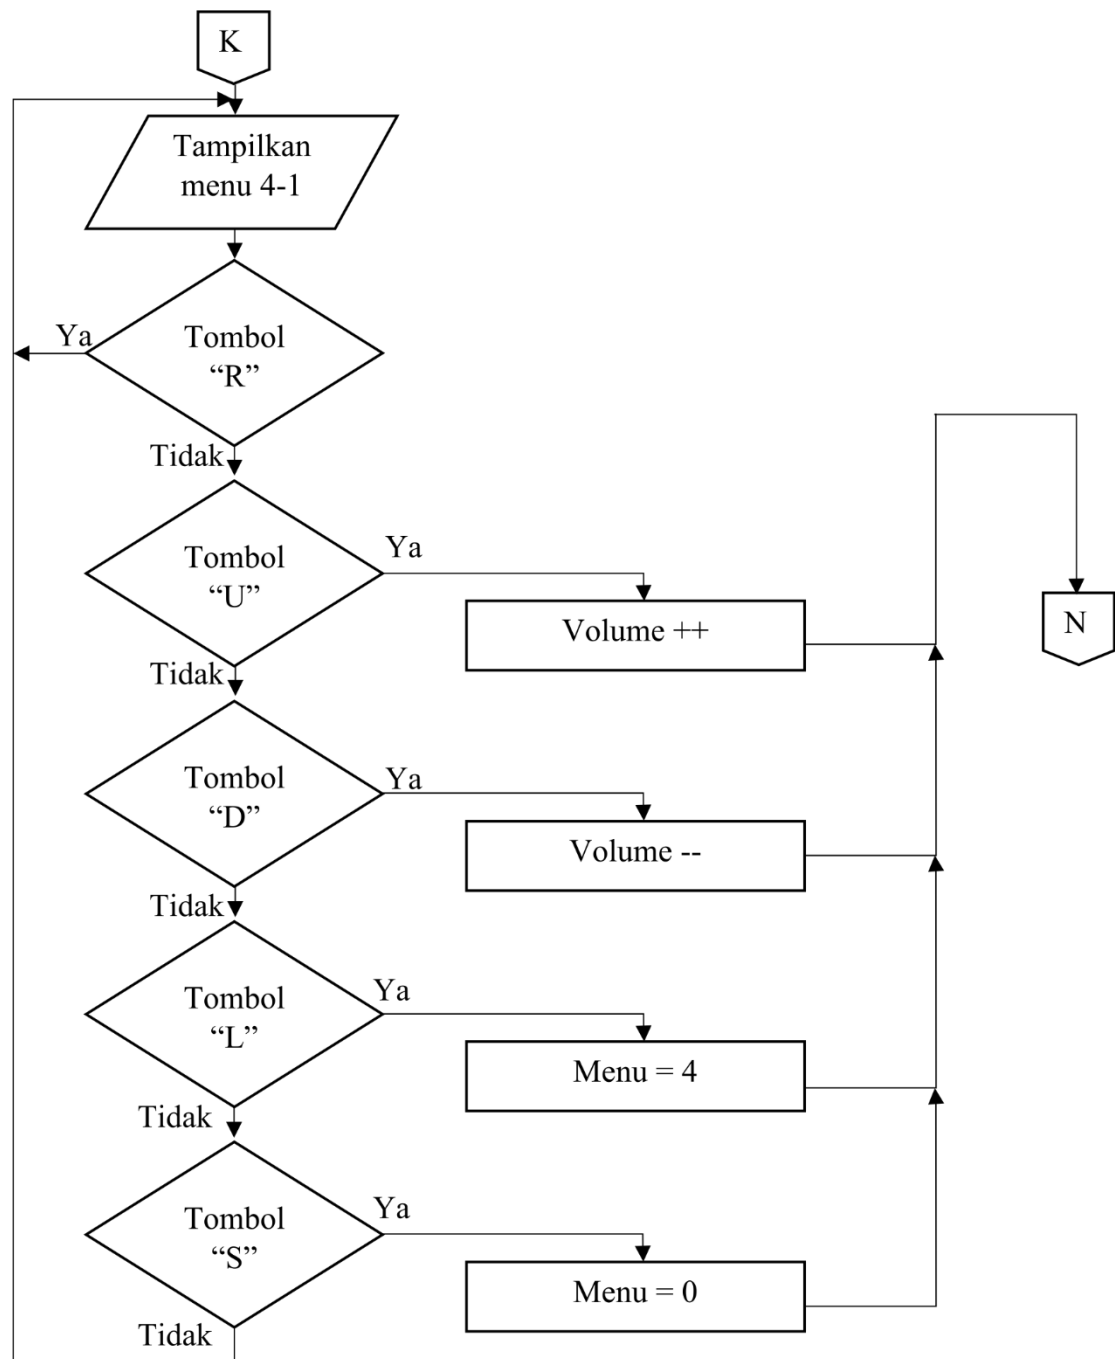 K
Tampilkan
menu 4-1
Ya
Tombol
“R”
Tidak
Tombol
“U”
Ya
Volume ++
N
Tidak
Tombol
“D”
Ya
Volume --
Tidak
Tombol
“L”
Ya
Menu = 4
Tidak
Tombol
“S”
Ya
Menu = 0
Tidak